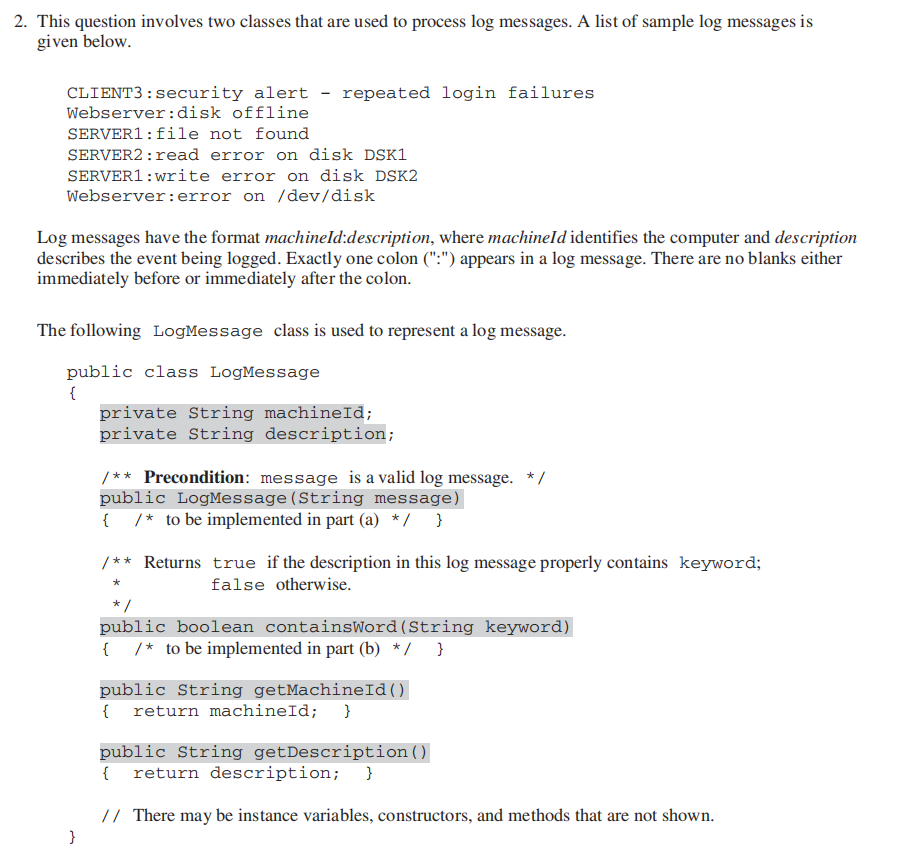 2. This question involves two classes that are used to process log messages. A list of sample log messages is
given below.
CLIENT3:security alert - repeated login failures
Webserver:disk offline
SERVER1:file not found
SERVER2:read error on disk DSK1
SERVER1:write error on disk DSK2
Webserver:error on /dev/disk
Log messages have the format machineId:description, where machineId identifies the computer and description
describes the event being logged. Exactly one colon (":") appears in a log message. There are no blanks either
immediately before or immediately after the colon.
The following LogMessage class is used to represent a log message.
public class LogMessage
{
private String machineId;
private String description;
/** Precondition: message is a valid log message. */
public LogMessage(String message)
{ /* to be implemented in part (a) */ }
/** Returns true if the description in this log message properly contains keyword;
* false otherwise.
*/
public boolean containsWord(String keyword)
{ /* to be implemented in part (b) */ }
public String getMachineId()
{ return machineId; }
public String getDescription()
{ return description; }
// There may be instance variables, constructors, and methods that are not shown.
}